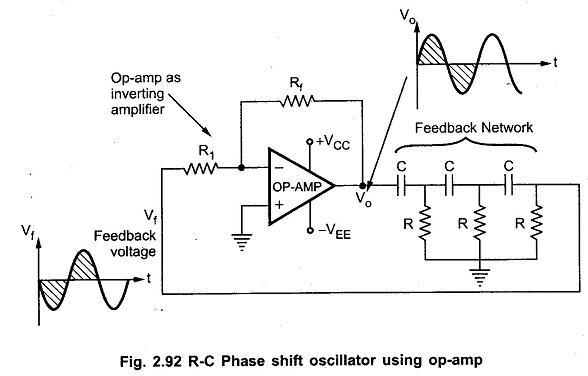 Vo
t
Op-amp as
inverting
amplifier
Rf
R1
+VCC
−
OP-AMP
+
Vo
−VEE
Feedback Network
C
C
C
R
R
R
Vf
Vf
Feedback
voltage
t
Fig. 2.92 R-C Phase shift oscillator using op-amp